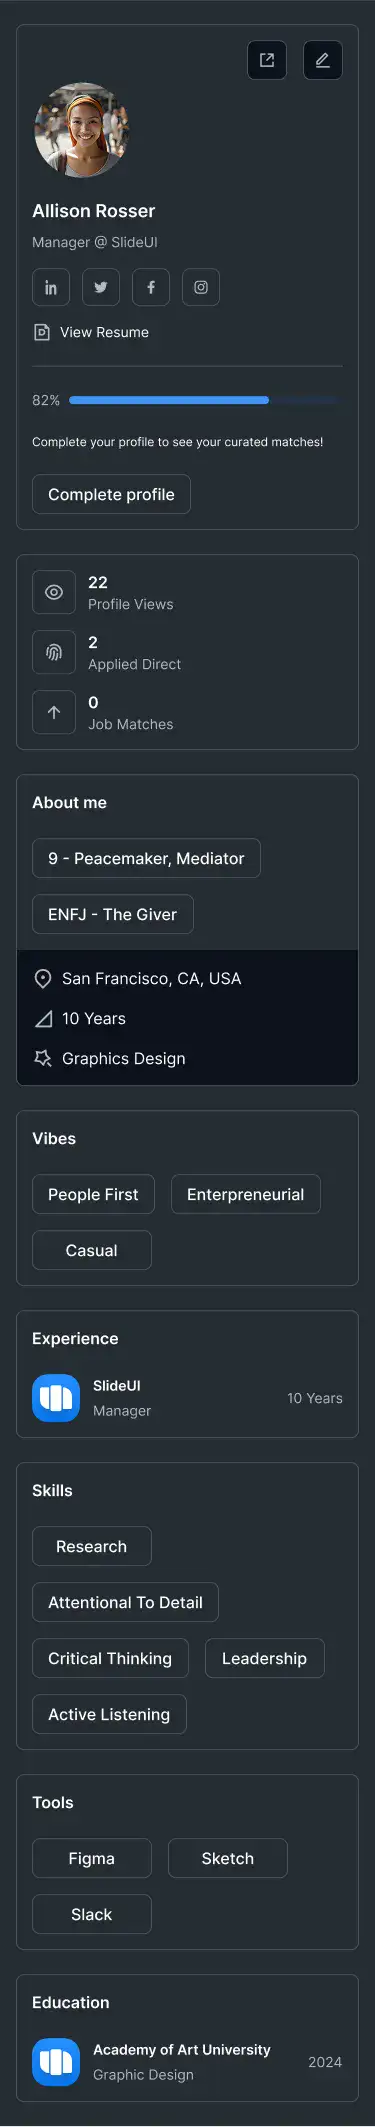 Allison Rosser
Manager @ SlideUI
View Resume
82%
Complete your profile to see your curated matches!
Complete profile
22
Profile Views
2
Applied Direct
0
Job Matches
About me
9 - Peacemaker, Mediator
ENFJ - The Giver
San Francisco, CA, USA
10 Years
Graphics Design
Vibes
People First Enterpreneurial
Casual
Experience
SlideUI
Manager
10 Years
Skills
Research
Attentional To Detail
Critical Thinking Leadership
Active Listening
Tools
Figma Sketch
Slack
Education
Academy of Art University
Graphic Design
2024